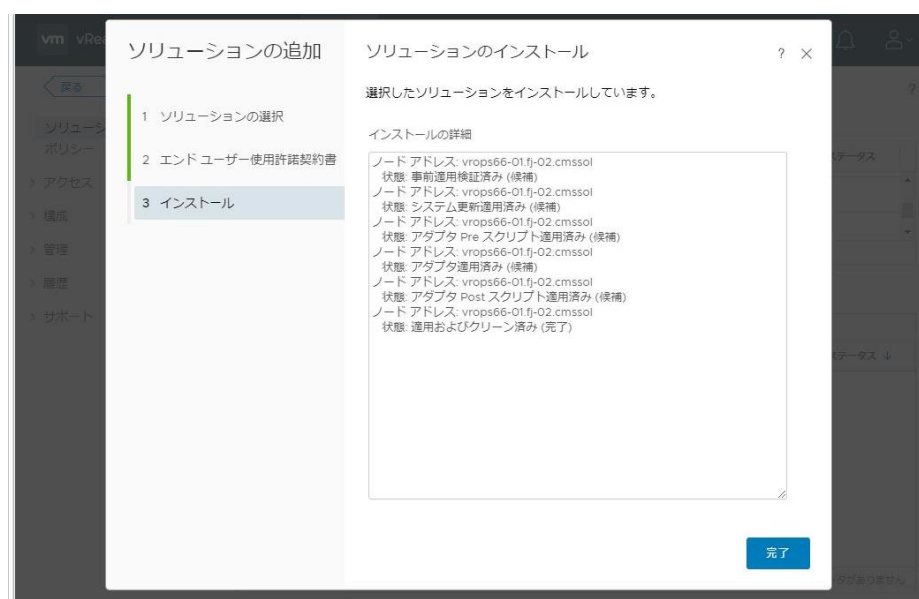 vm vRe
戻る
?
ソリューシ
ポリシー
アクセス
構成
管理
履歴
サポート
ソリューションの追加
1 ソリューションの選択
2 エンド ユーザー使用許諾契約書
3 インストール
ソリューションのインストール
? ×
選択したソリューションをインストールしています。
インストールの詳細
ノード アドレス: vrops66-01.fj-02.cmssol
状態: 事前適用検証済み (候補)
ノード アドレス: vrops66-01.fj-02.cmssol
状態: システム更新適用済み (候補)
ノード アドレス: vrops66-01.fj-02.cmssol
状態: アダプタ Pre スクリプト適用済み (候補)
ノード アドレス: vrops66-01.fj-02.cmssol
状態: アダプタ適用済み (候補)
ノード アドレス: vrops66-01.fj-02.cmssol
状態: アダプタ Post スクリプト適用済み (候補)
ノード アドレス: vrops66-01.fj-02.cmssol
状態: 適用およびクリーン済み (完了)
完了
ステータス
ステータス ↓
データがありません